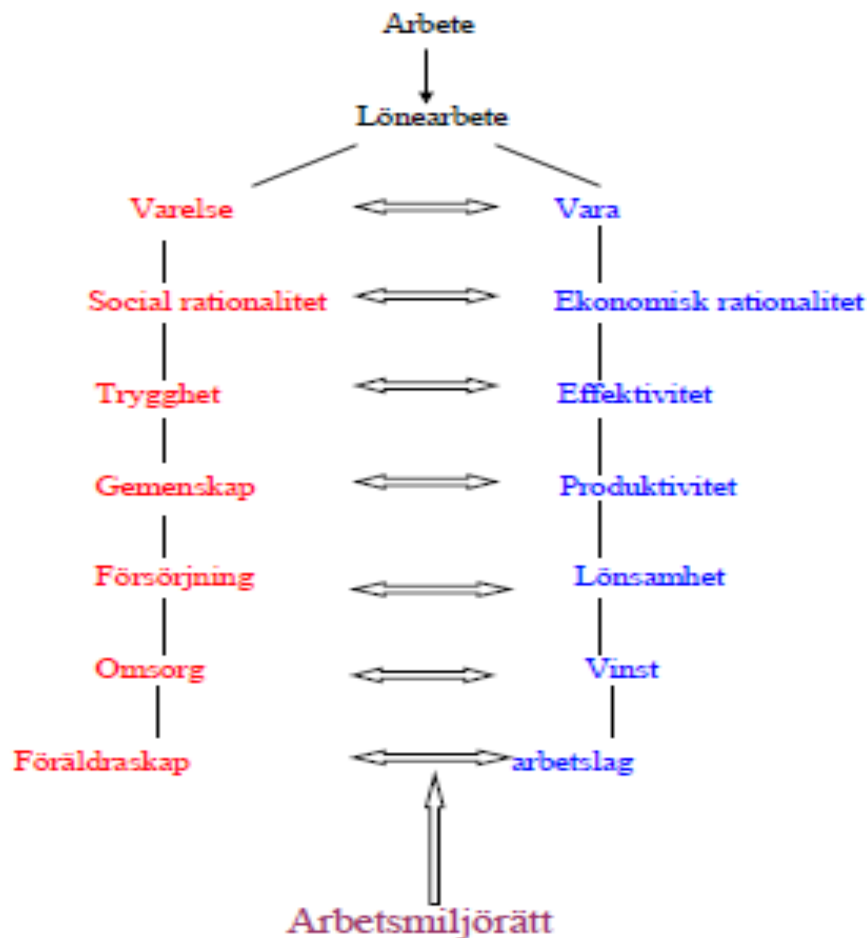 Arbete
Lönearbete
Varelse Vara
Social rationalitet Ekonomisk rationalitet
Trygghet Effektivitet
Gemenskap Produktivitet
Försörjning Lönsamhet
Omsorg Vinst
Föräldraskap arbetslag
Arbetsmiljörätt